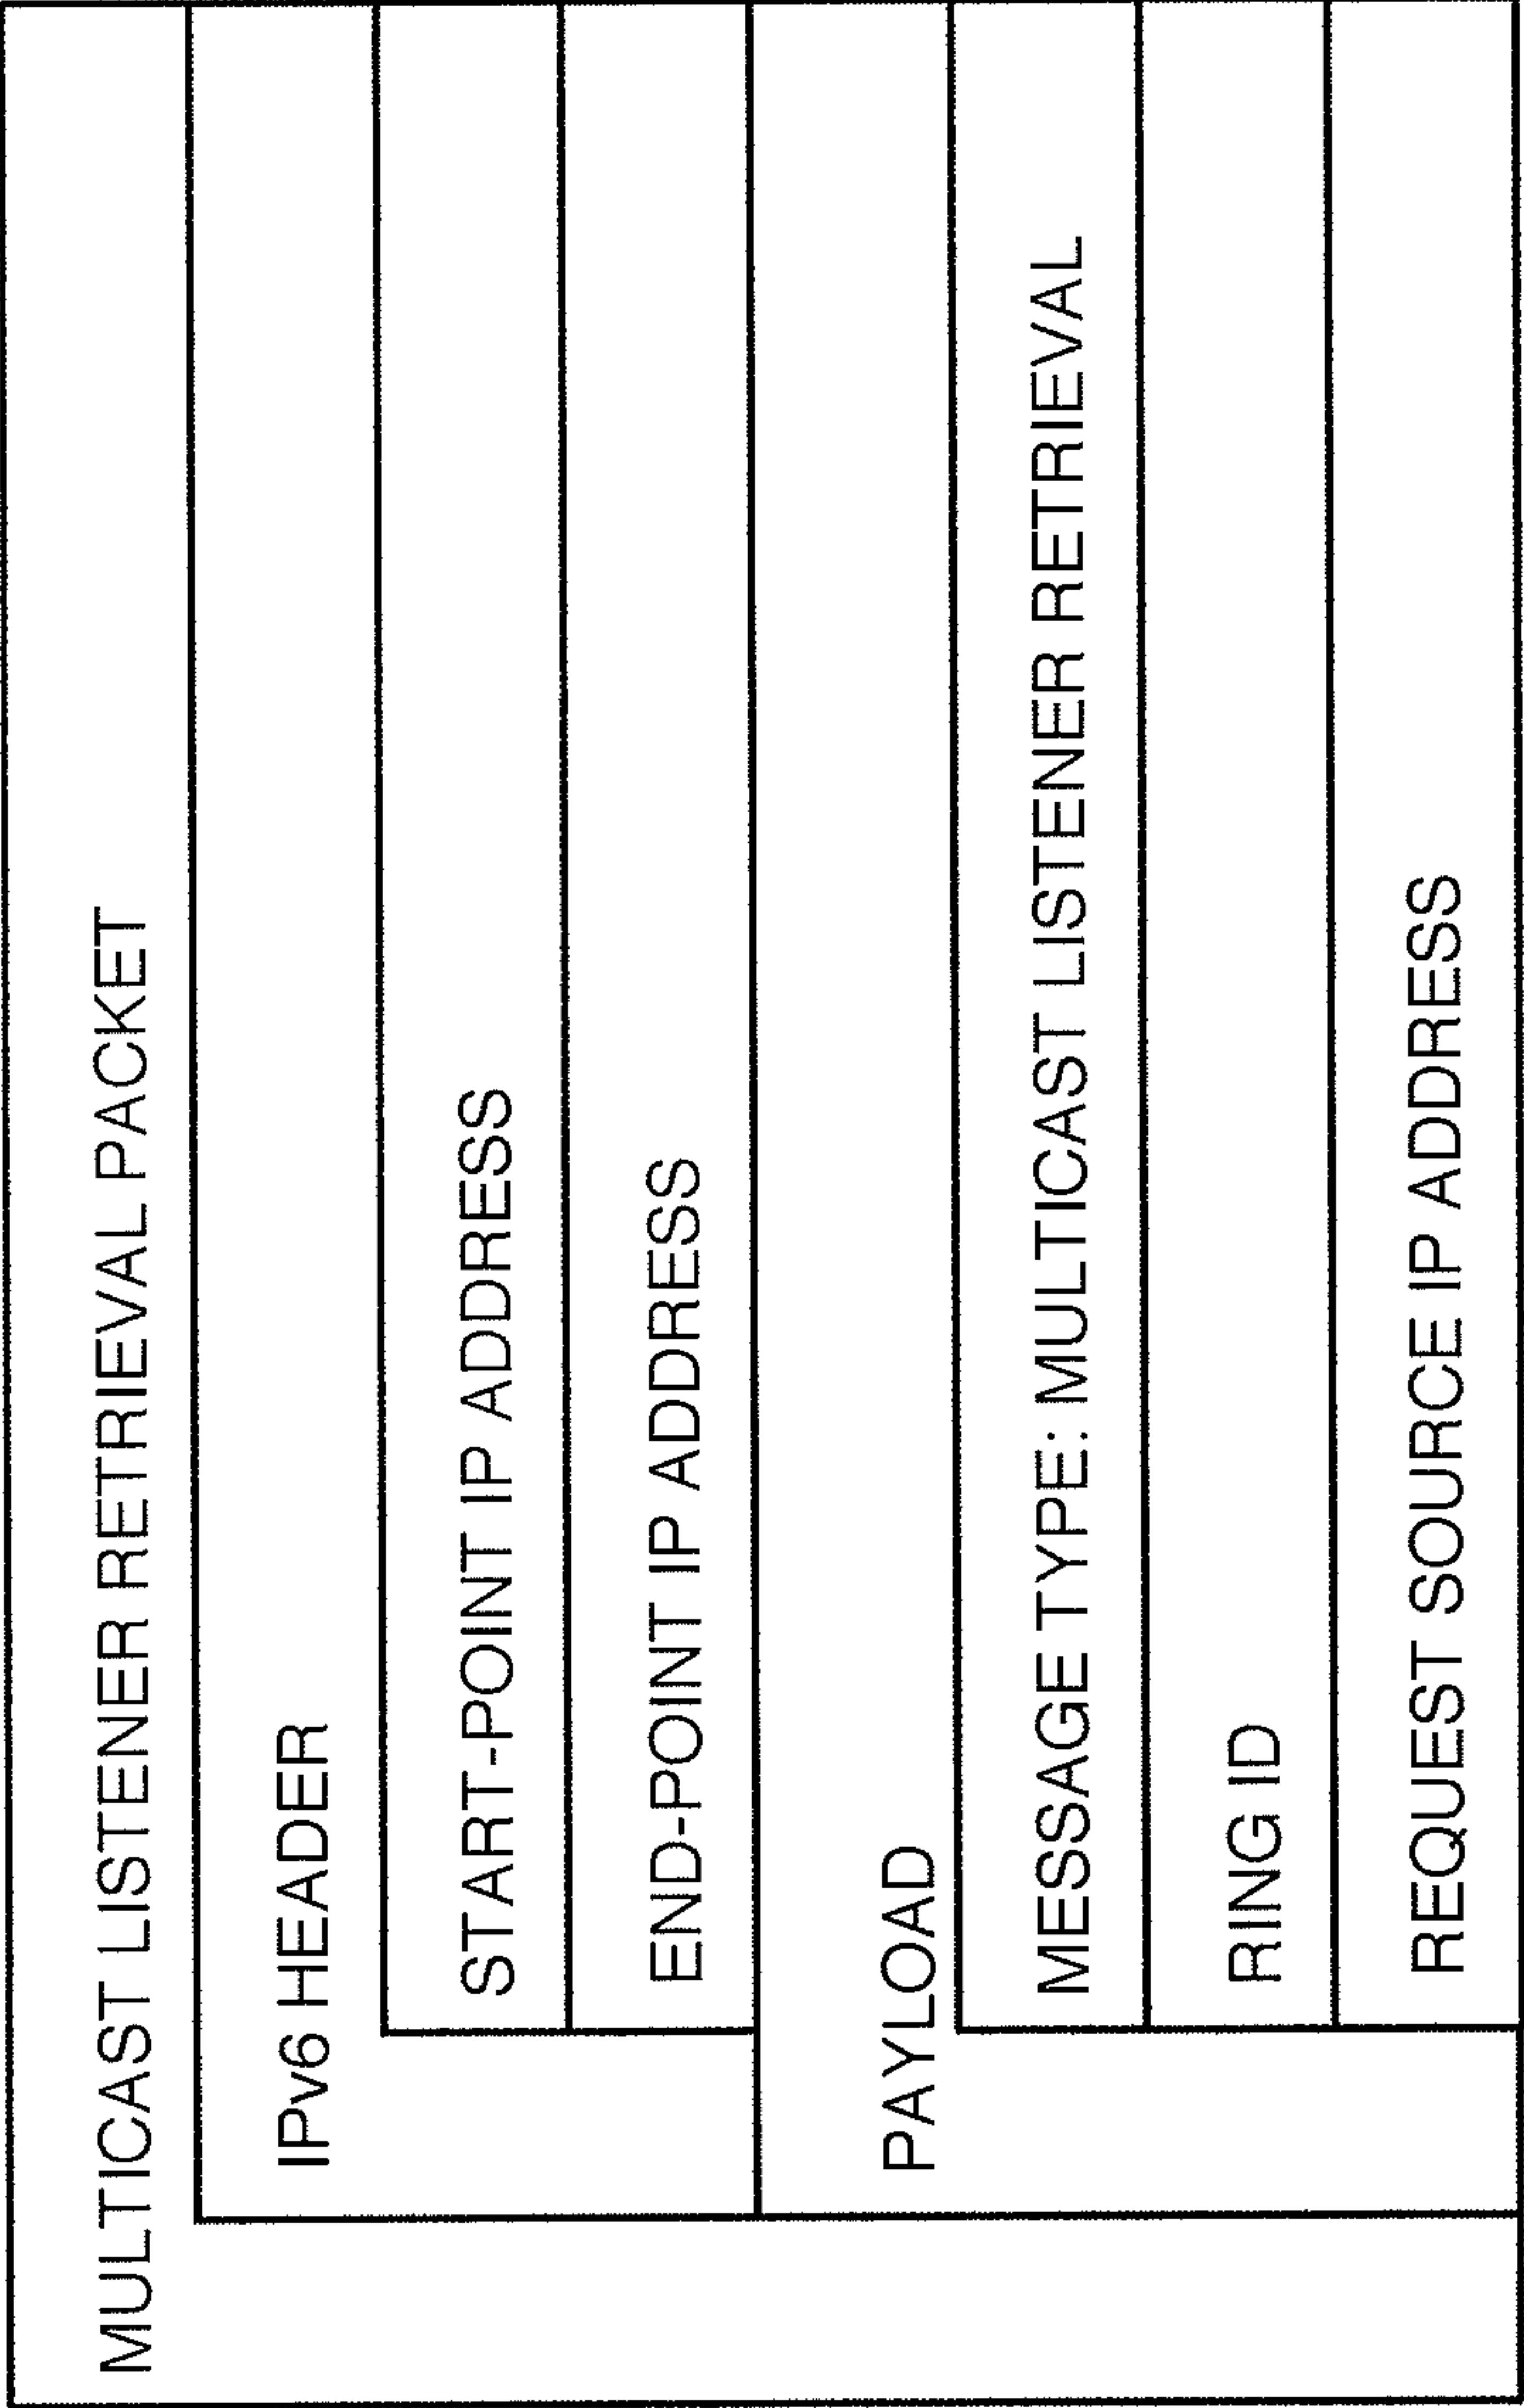 MULTICAST LISTENER RETRIEVAL PACKET
IPv6 HEADER
START-POINT IP ADDRESS
END-POINT IP ADDRESS
PAYLOAD
MESSAGE TYPE: MULTICAST LISTENER RETRIEVAL
RING ID
REQUEST SOURCE IP ADDRESS